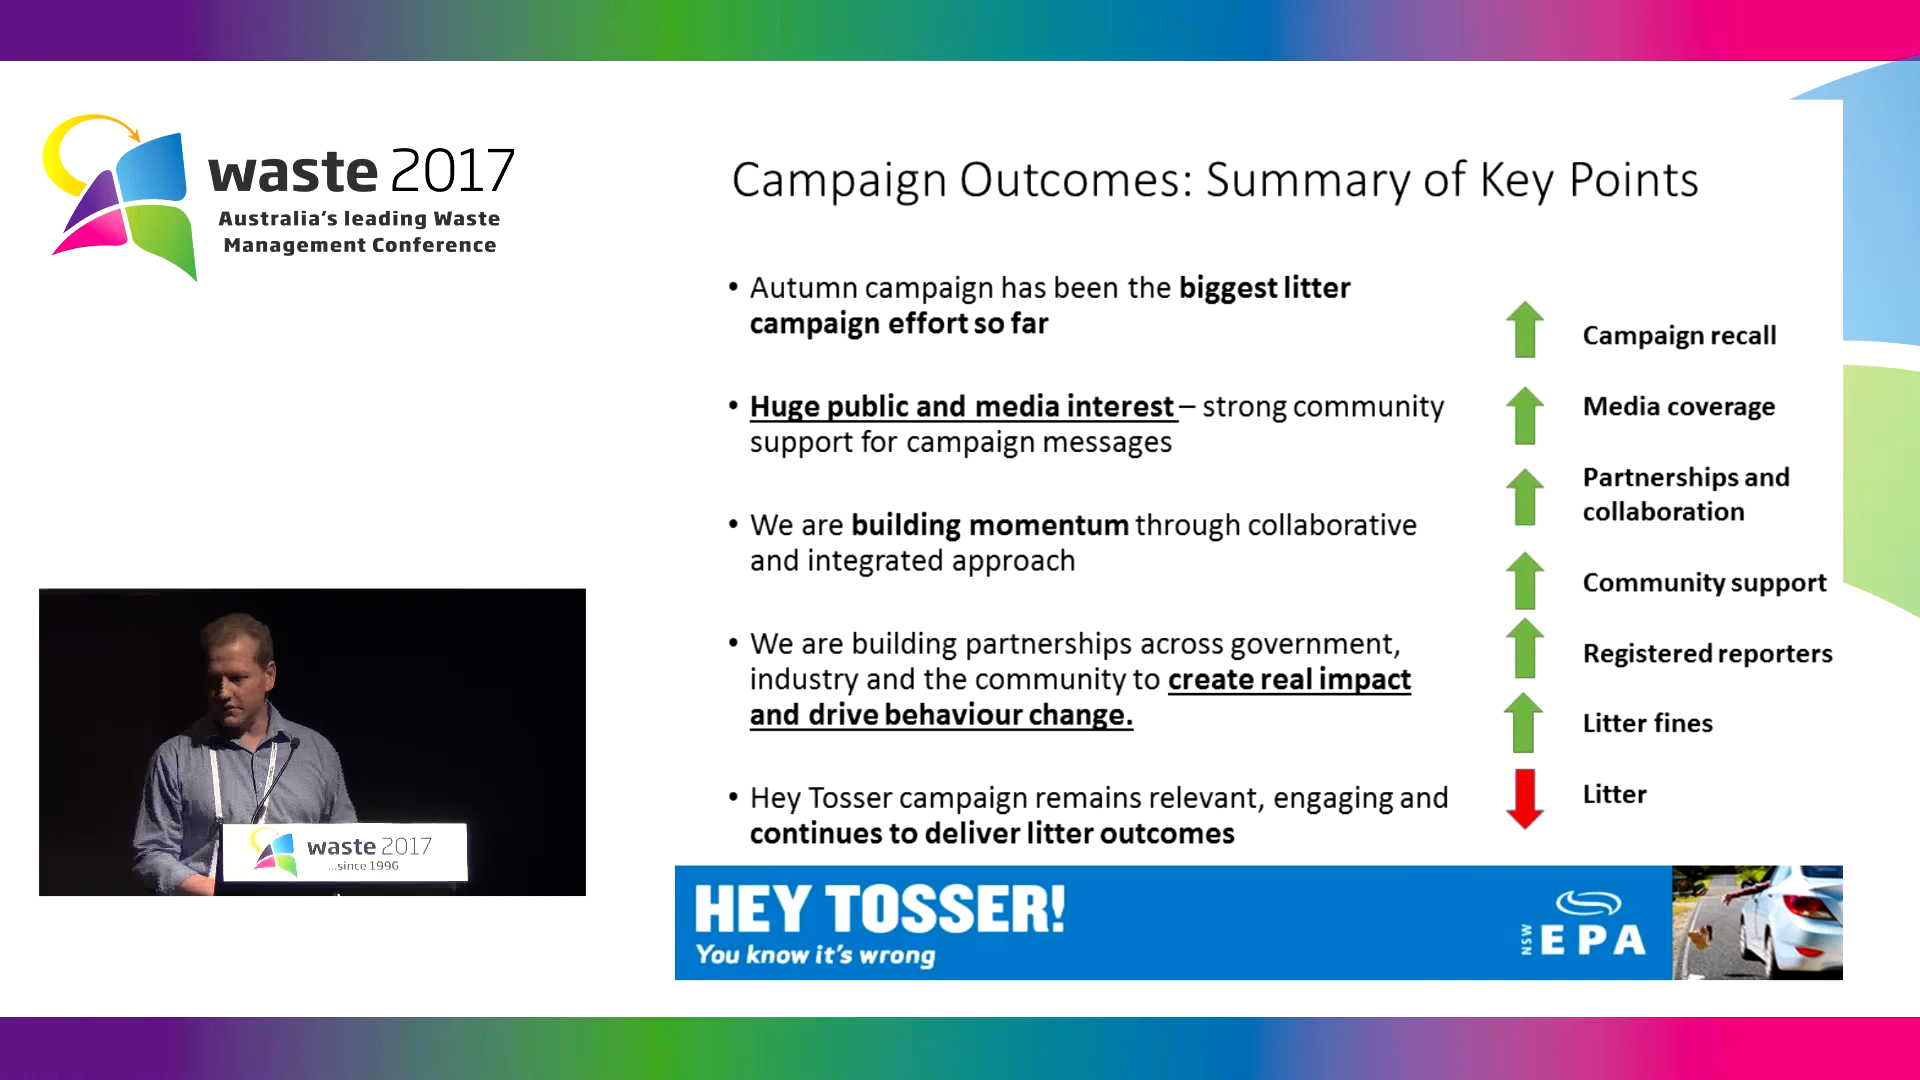 waste 2017
Australia's leading Waste
Management Conference
Campaign Outcomes: Summary of Key Points
• Autumn campaign has been the biggest litter
campaign effort so far
• Huge public and media interest – strong community
support for campaign messages
• We are building momentum through collaborative
and integrated approach
• We are building partnerships across government,
industry and the community to create real impact
and drive behaviour change.
• Hey Tosser campaign remains relevant, engaging and
continues to deliver litter outcomes
Campaign recall
Media coverage
Partnerships and
collaboration
Community support
Registered reporters
Litter fines
Litter
waste 2017
...since 1996
HEY TOSSER!
You know it's wrong
NSW EPA